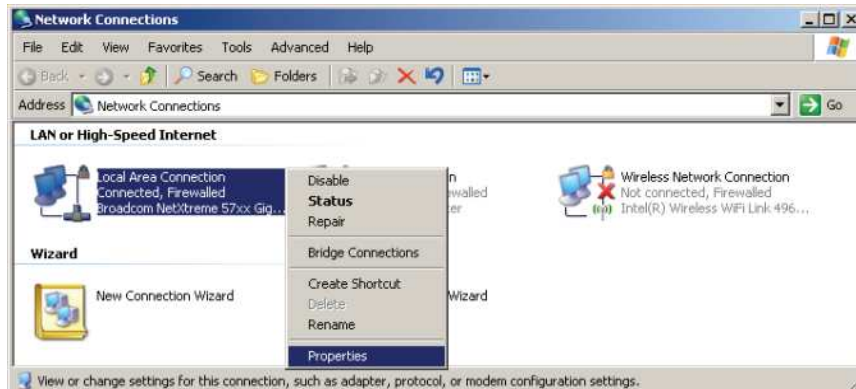 Network Connections
File Edit View Favorites Tools Advanced Help
Back Search Folders
Address Network Connections Go
LAN or High-Speed Internet
Local Area Connection
Connected, Firewalled
Broadcom NetXtreme 57xx Gig...
Disable
Status
Repair
Bridge Connections
Create Shortcut
Delete
Rename
Properties
n
walled
er
Wireless Network Connection
Not connected, Firewalled
Intel(R) Wireless WiFi Link 496...
Wizard
New Connection Wizard
Wizard
View or change settings for this connection, such as adapter, protocol, or modem configuration settings.